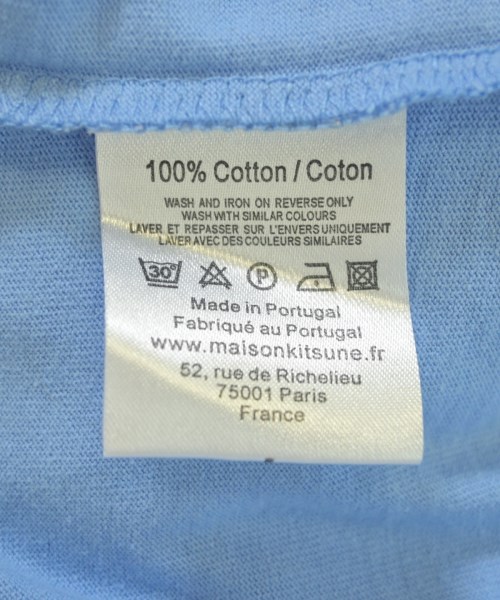 100% Cotton / Coton
WASH AND IRON ON REVERSE ONLY
WASH WITH SIMILAR COLOURS
LAVER ET REPASSER SUR L'ENVERS UNIQUEMENT
LAVER AVEC DES COULEURS SIMILAIRES
30° P
Made in Portugal
Fabriqué au Portugal
www.maisonkitsune.fr
52, rue de Richelieu
75001 Paris
France